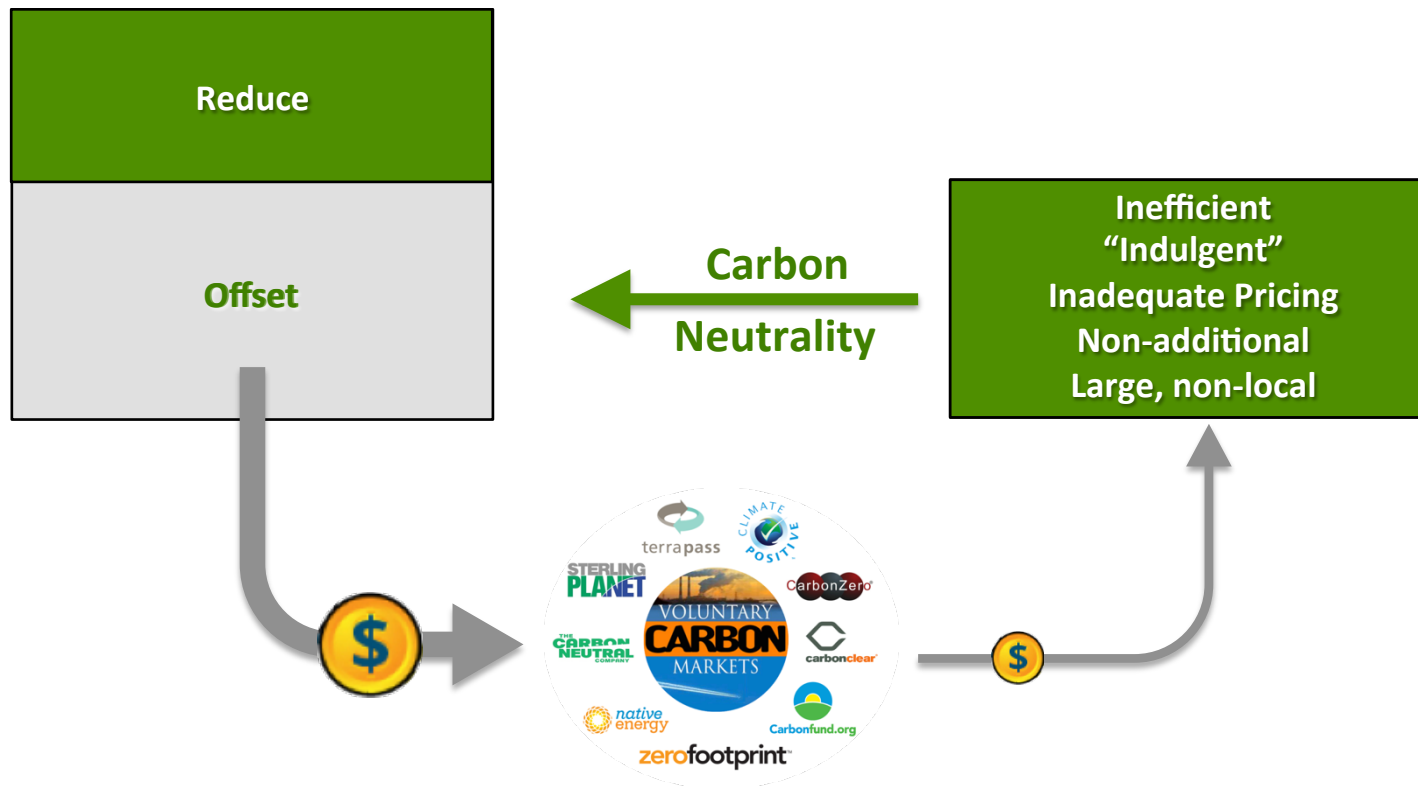 Reduce
Offset
Carbon
Neutrality
Inefficient
“Indulgent”
Inadequate Pricing
Non-additional
Large, non-local
terrapass
CLIMATE
POSITIVE
STERLING
PLANET
CarbonZero
VOLUNTARY
CARBON
MARKETS
THE
CARBON
NEUTRAL
COMPANY
carbonclear
native
energy
Carbonfund.org
zerofootprint™
$
$